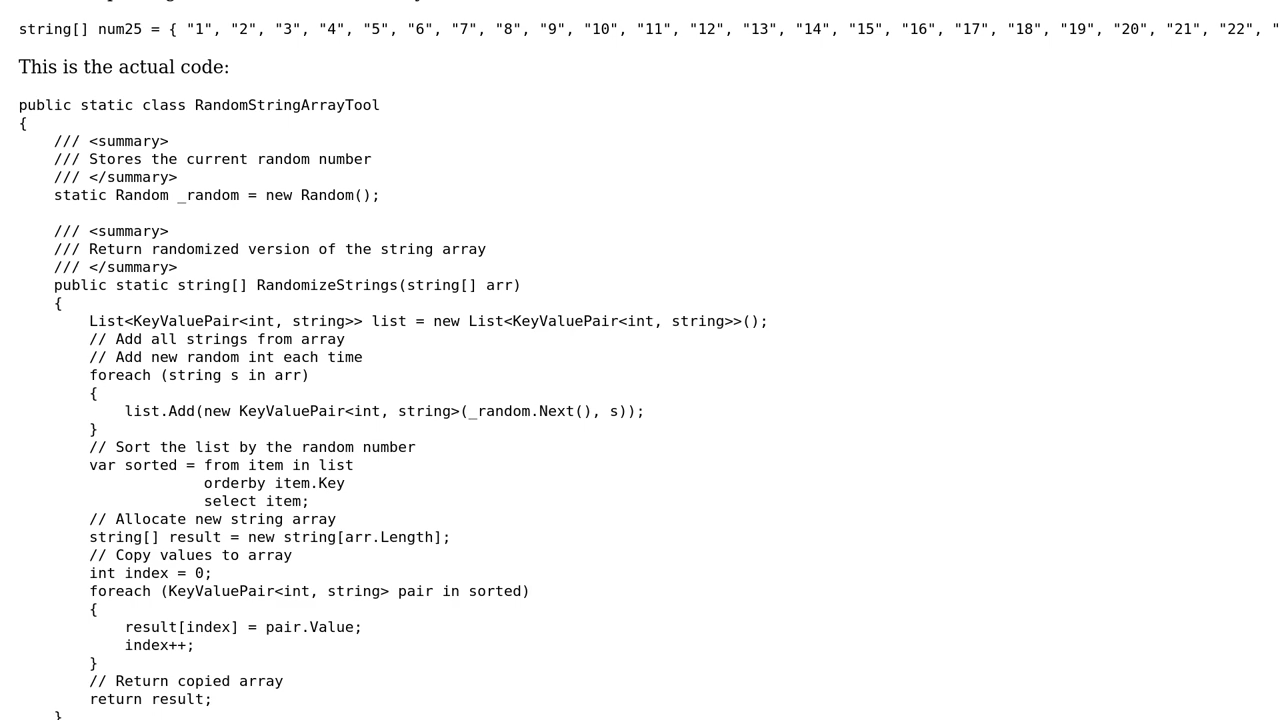 string[] num25 = { "1", "2", "3", "4", "5", "6", "7", "8", "9", "10", "11", "12", "13", "14", "15", "16", "17", "18", "19", "20", "21", "22", "
This is the actual code:
public static class RandomStringArrayTool
{
    /// <summary>
    /// Stores the current random number
    /// </summary>
    static Random _random = new Random();

    /// <summary>
    /// Return randomized version of the string array
    /// </summary>
    public static string[] RandomizeStrings(string[] arr)
    {
        List<KeyValuePair<int, string>> list = new List<KeyValuePair<int, string>>();
        // Add all strings from array
        // Add new random int each time
        foreach (string s in arr)
        {
            list.Add(new KeyValuePair<int, string>(_random.Next(), s));
        }
        // Sort the list by the random number
        var sorted = from item in list
                     orderby item.Key
                     select item;
        // Allocate new string array
        string[] result = new string[arr.Length];
        // Copy values to array
        int index = 0;
        foreach (KeyValuePair<int, string> pair in sorted)
        {
            result[index] = pair.Value;
            index++;
        }
        // Return copied array
        return result;
    }